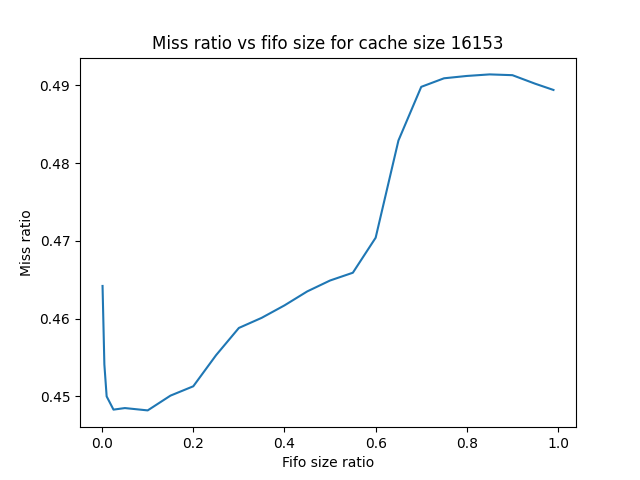 Miss ratio vs fifo size for cache size 16153
0.49
0.48
0.47
0.46
0.45
Miss ratio
0.0 0.2 0.4 0.6 0.8 1.0
Fifo size ratio